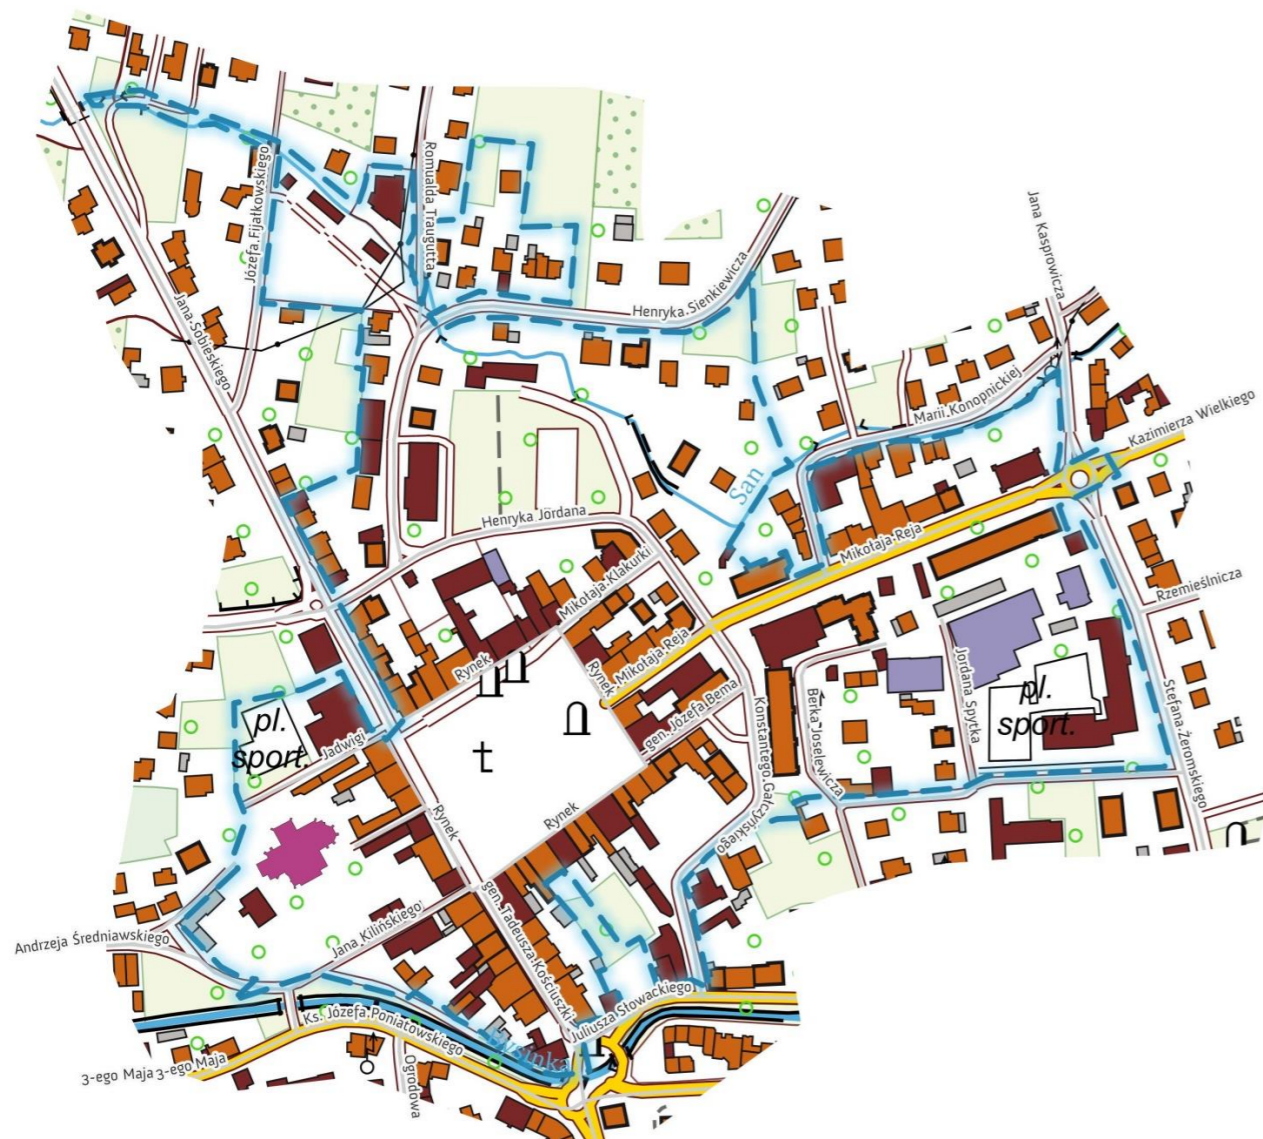 Jana Kasprowicza
Romualda Traugutta
Józefa Fijałkowskiego
Henryka Sienkiewicza
Jana Sobieskiego
Marii Konopnickiej
Kazimierza Wielkiego
San
Henryka Jordana
Mikołaja Reja
Mikołaja Kłakurki
Rzemieślnicza
Rynek
Rynek
Mikołaja Reja
Jordana Spytka
Berka Joselewicza
pl.
sport.
gen. Józefa Bema
Stefana Żeromskiego
pl.
sport.
Jadwigi
Konstantego Gałczyńskiego
Rynek
Rynek
gen. Tadeusza Kościuszki
Jana Kilińskiego
Andrzeja Średniawskiego
Juliusza Słowackiego
Ks. Józefa Poniatowskiego
Bysinka
3-ego Maja
3-ego Maja
Ogrodowa